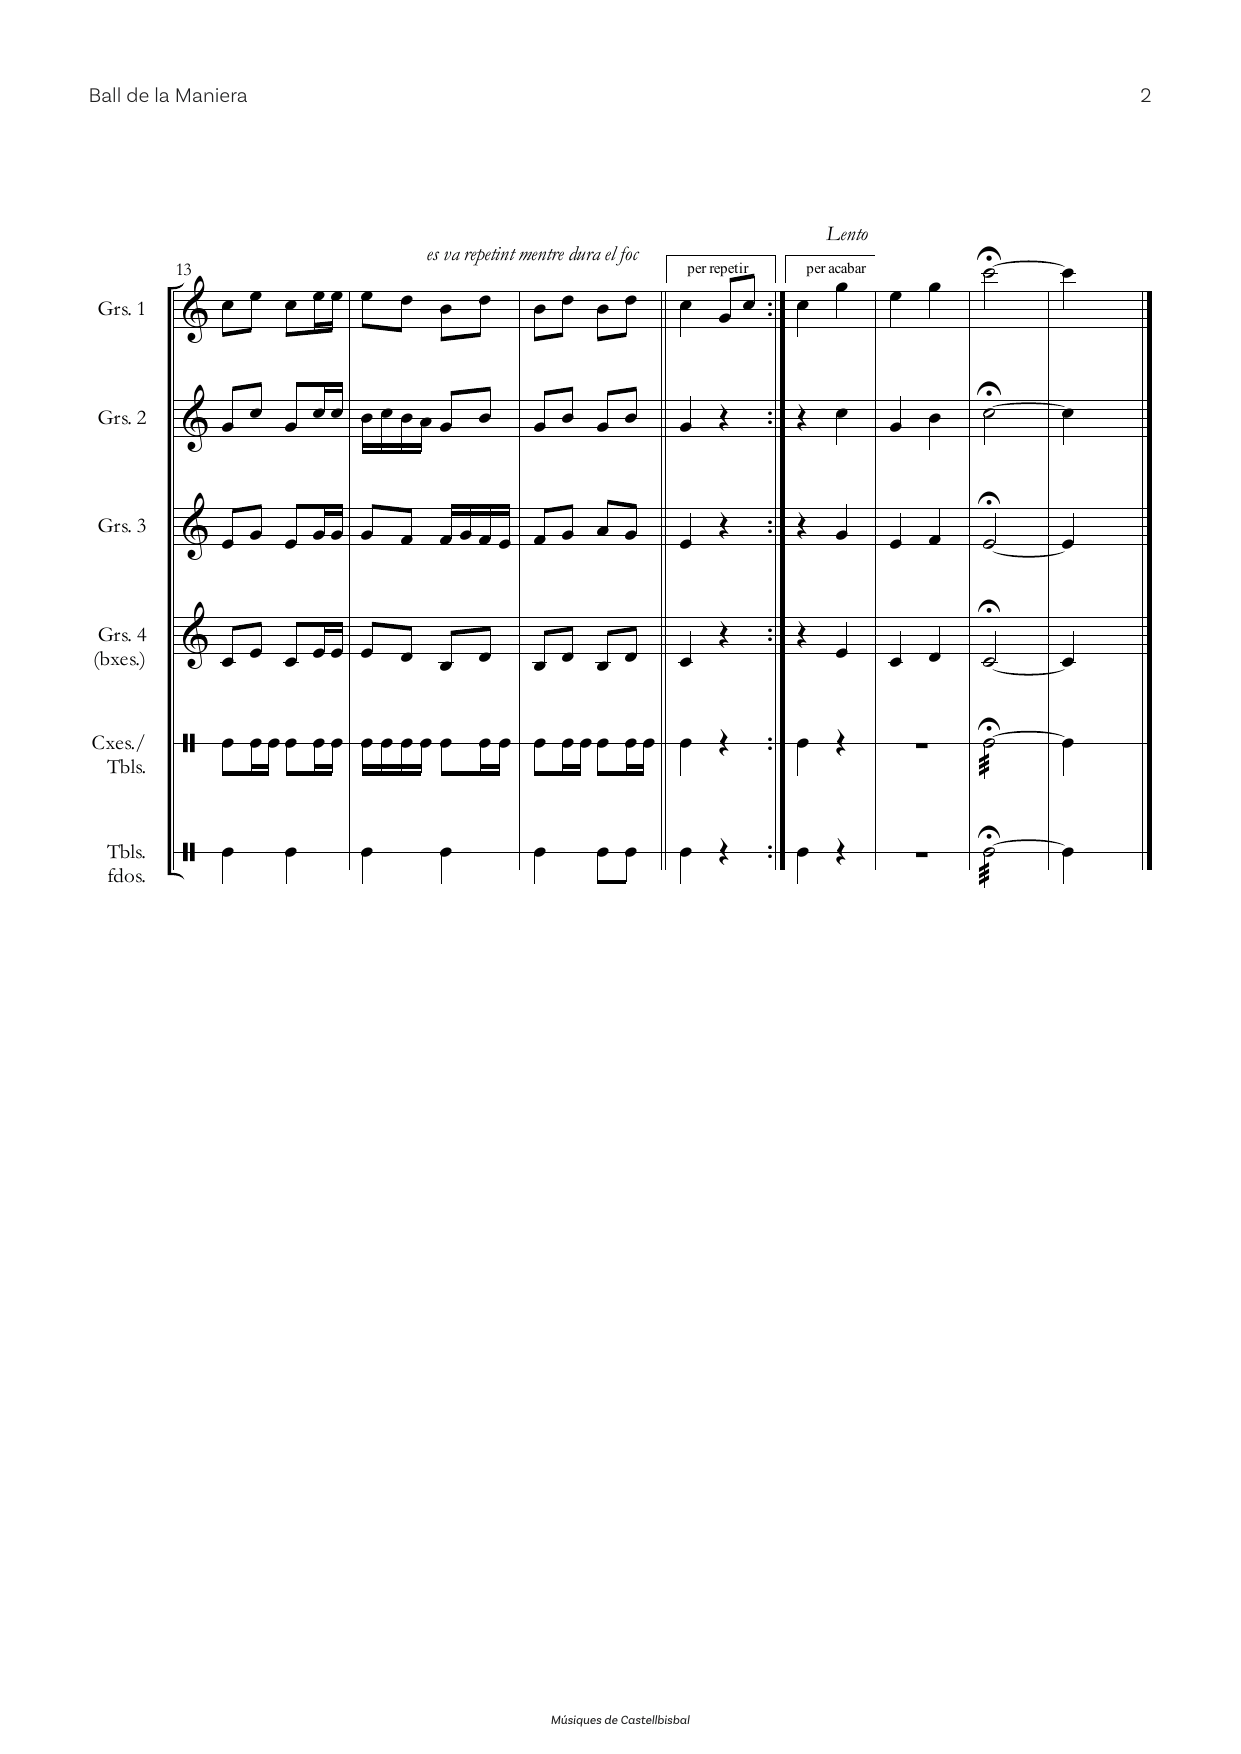 Ball de la Maniera
2
Lento
es va repetint mentre dura el foc
13
per repetir
per acabar
Grs. 1
Grs. 2
Grs. 3
Grs. 4
(bxes.)
Cxes./
Tbls.
Tbls.
fdos.
Músiques de Castellbisbal